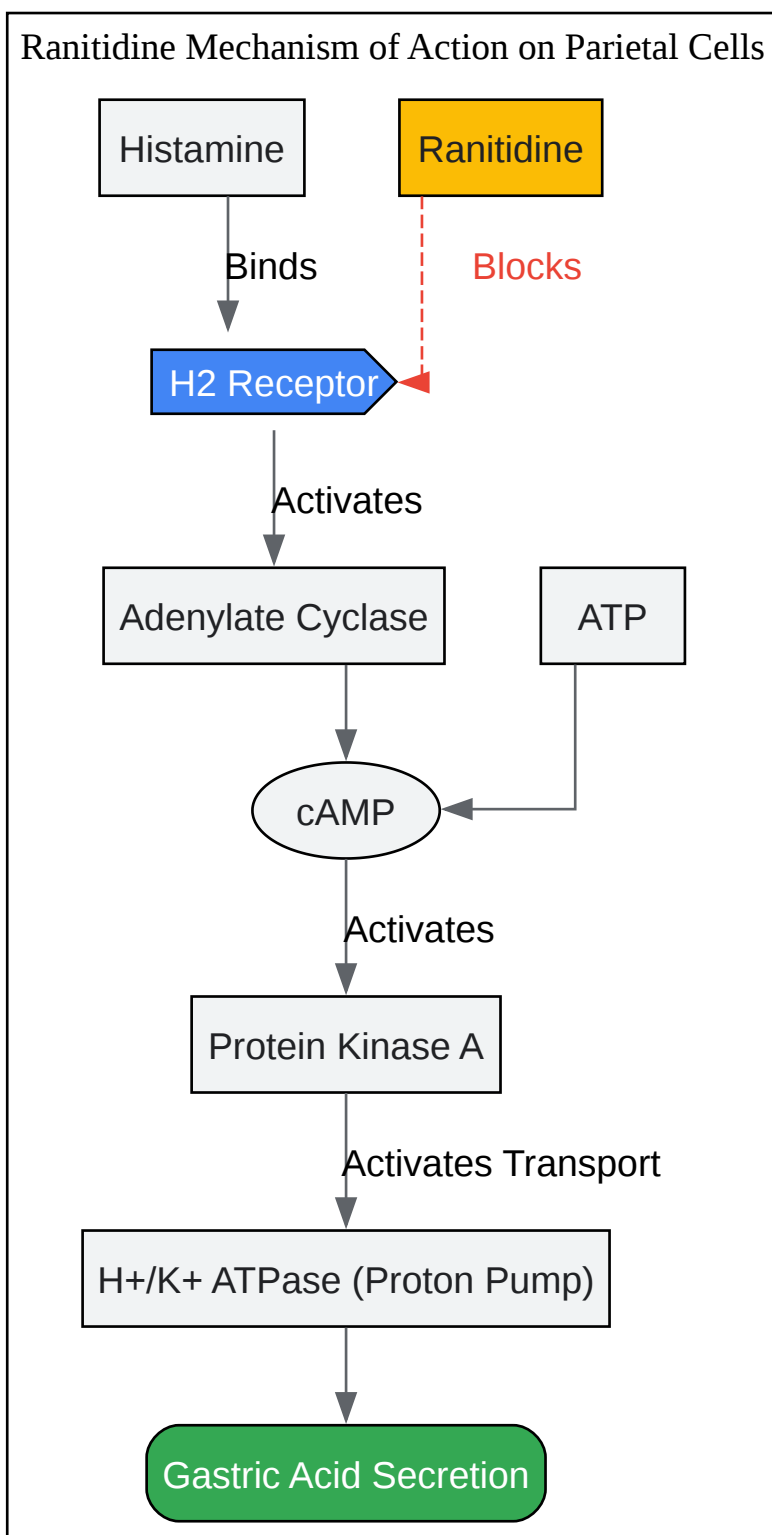 Ranitidine Mechanism of Action on Parietal Cells
Histamine
Ranitidine
Binds
Blocks
H2 Receptor
Activates
Adenylate Cyclase
ATP
cAMP
Activates
Protein Kinase A
Activates Transport
H+/K+ ATPase (Proton Pump)
Gastric Acid Secretion